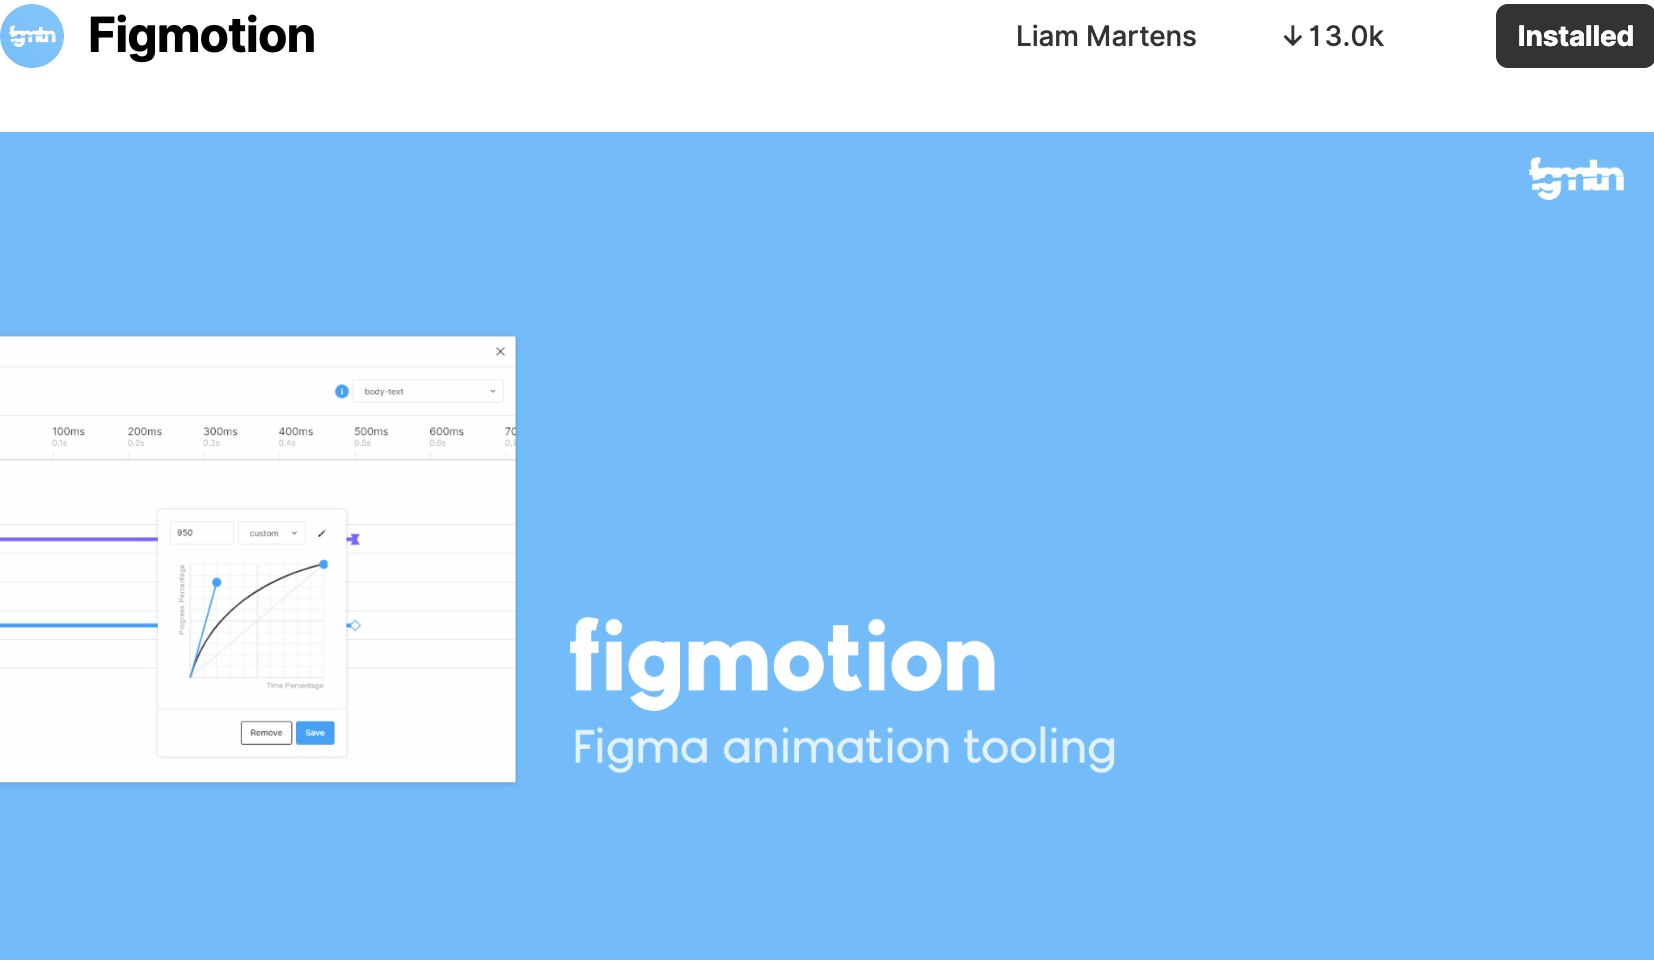 fgmtn
Figmotion
Liam Martens
↓13.0k
Installed
fgmtn
body-text
100ms 200ms 300ms 400ms 500ms 600ms 70
0.1s 0.2s 0.3s 0.4s 0.5s 0.6s 0.7
950
custom
Progress Percentage
Time Percentage
Remove
Save
figmotion
Figma animation tooling